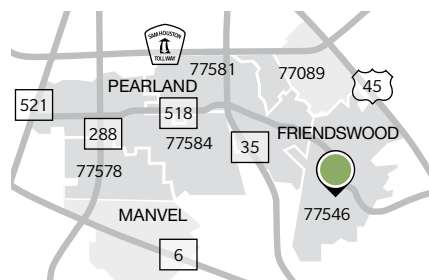 SAM HOUSTON
TOLLWAY
77581
77089
PEARLAND
45
521
518
288
FRIENDSWOOD
77584
35
77578
77546
MANVEL
6